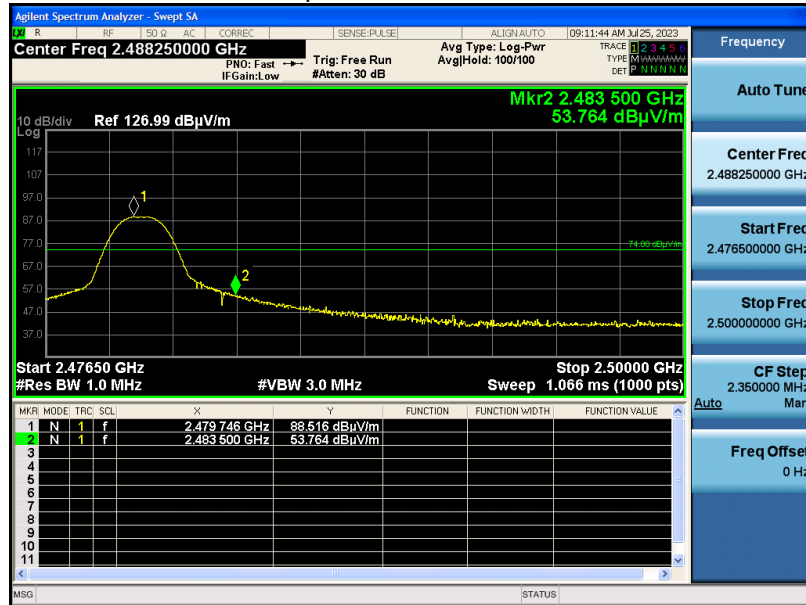 Agilent Spectrum Analyzer - Swept SA
LXI R RF 50 Ω AC CORREC SENSE:PULSE ALIGN AUTO 09:11:44 AM Jul 25, 2023
Center Freq 2.488250000 GHz
PNO: Fast
IFGain:Low
Trig: Free Run
#Atten: 30 dB
Avg Type: Log-Pwr
Avg|Hold: 100/100
TRACE 1 2 3 4 5 6
TYPE M WWWWW
DET P N N N N N
Mkr2 2.483 500 GHz
53.764 dBµV/m
10 dB/div
Log
Ref 126.99 dBµV/m
117
107
97.0
87.0
77.0
67.0
57.0
47.0
37.0
1
2
74.00 dBµV/m
Start 2.47650 GHz
Stop 2.50000 GHz
#Res BW 1.0 MHz
#VBW 3.0 MHz
Sweep 1.066 ms (1000 pts)
MKR MODE TRC SCL X Y FUNCTION FUNCTION WIDTH FUNCTION VALUE
1 N 1 f 2.479 746 GHz 88.516 dBµV/m
2 N 1 f 2.483 500 GHz 53.764 dBµV/m
3
4
5
6
7
8
9
10
11
MSG
STATUS
Frequency
Auto Tune
Center Freq
2.488250000 GHz
Start Freq
2.476500000 GHz
Stop Freq
2.500000000 GHz
CF Step
2.350000 MHz
Auto Man
Freq Offset
0 Hz